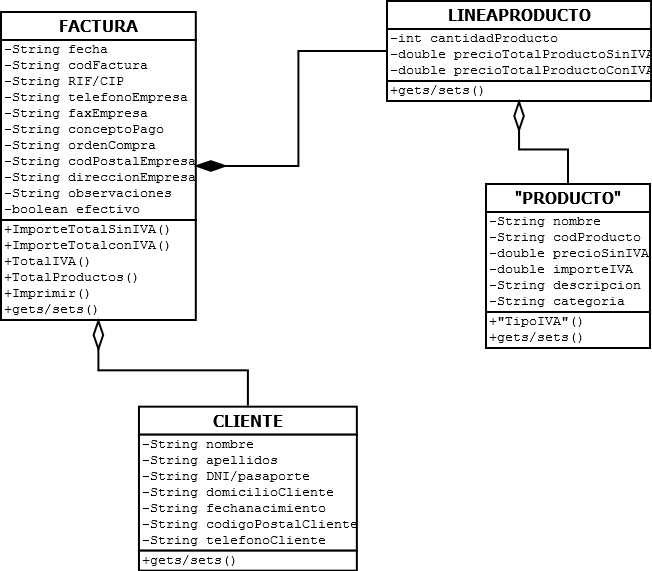 FACTURA
-String fecha
-String codFactura
-String RIF/CIP
-String telefonoEmpresa
-String faxEmpresa
-String conceptoPago
-String ordenCompra
-String codPostalEmpresa
-String direccionEmpresa
-String observaciones
-boolean efectivo
+ImporteTotalSinIVA()
+ImporteTotalconIVA()
+TotalIVA()
+TotalProductos()
+Imprimir()
+gets/sets()
LINEAPRODUCTO
-int cantidadProducto
-double precioTotalProductoSinIVA
-double precioTotalProductoConIVA
+gets/sets()
"PRODUCTO"
-String nombre
-String codProducto
-double precioSinIVA
-double importeIVA
-String descripcion
-String categoria
+"TipoIVA"()
+gets/sets()
CLIENTE
-String nombre
-String apellidos
-String DNI/pasaporte
-String domicilioCliente
-String fechanacimiento
-String codigoPostalCliente
-String telefonoCliente
+gets/sets()